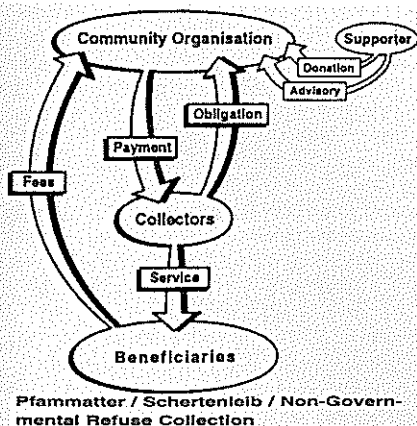 Community Organisation
Supporter
Donation
Advisory
Obligation
Payment
Fees
Collectors
Service
Beneficiaries
Pfammatter / Schertenleib / Non-Govern-
mental Refuse Collection